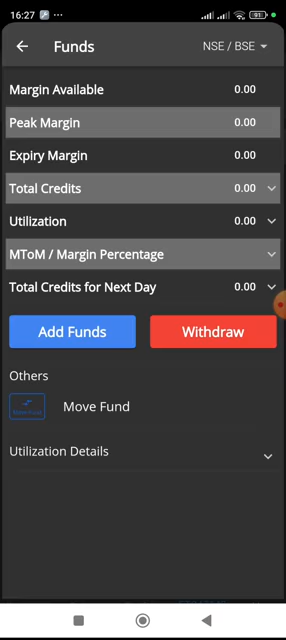 16:27
91
Funds
NSE / BSE
Margin Available 0.00
Peak Margin 0.00
Expiry Margin 0.00
Total Credits 0.00
Utilization 0.00
MToM / Margin Percentage
Total Credits for Next Day 0.00
Add Funds Withdraw
Others
Move Fund
Utilization Details